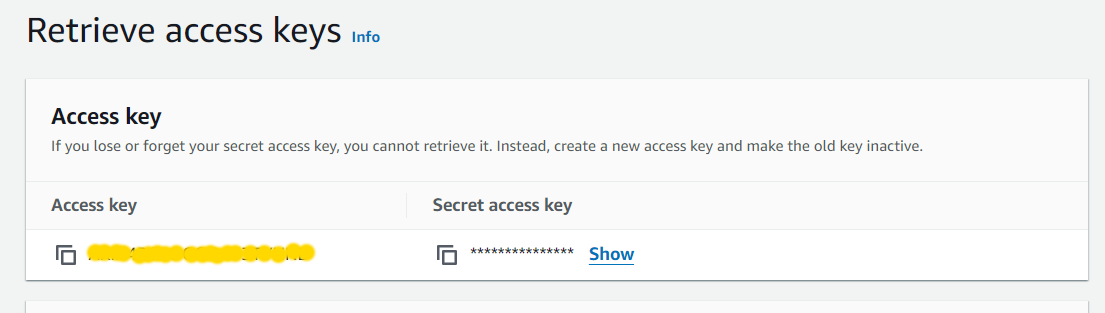 Retrieve access keys Info
Access key
If you lose or forget your secret access key, you cannot retrieve it. Instead, create a new access key and make the old key inactive.
Access key Secret access key
*************** Show